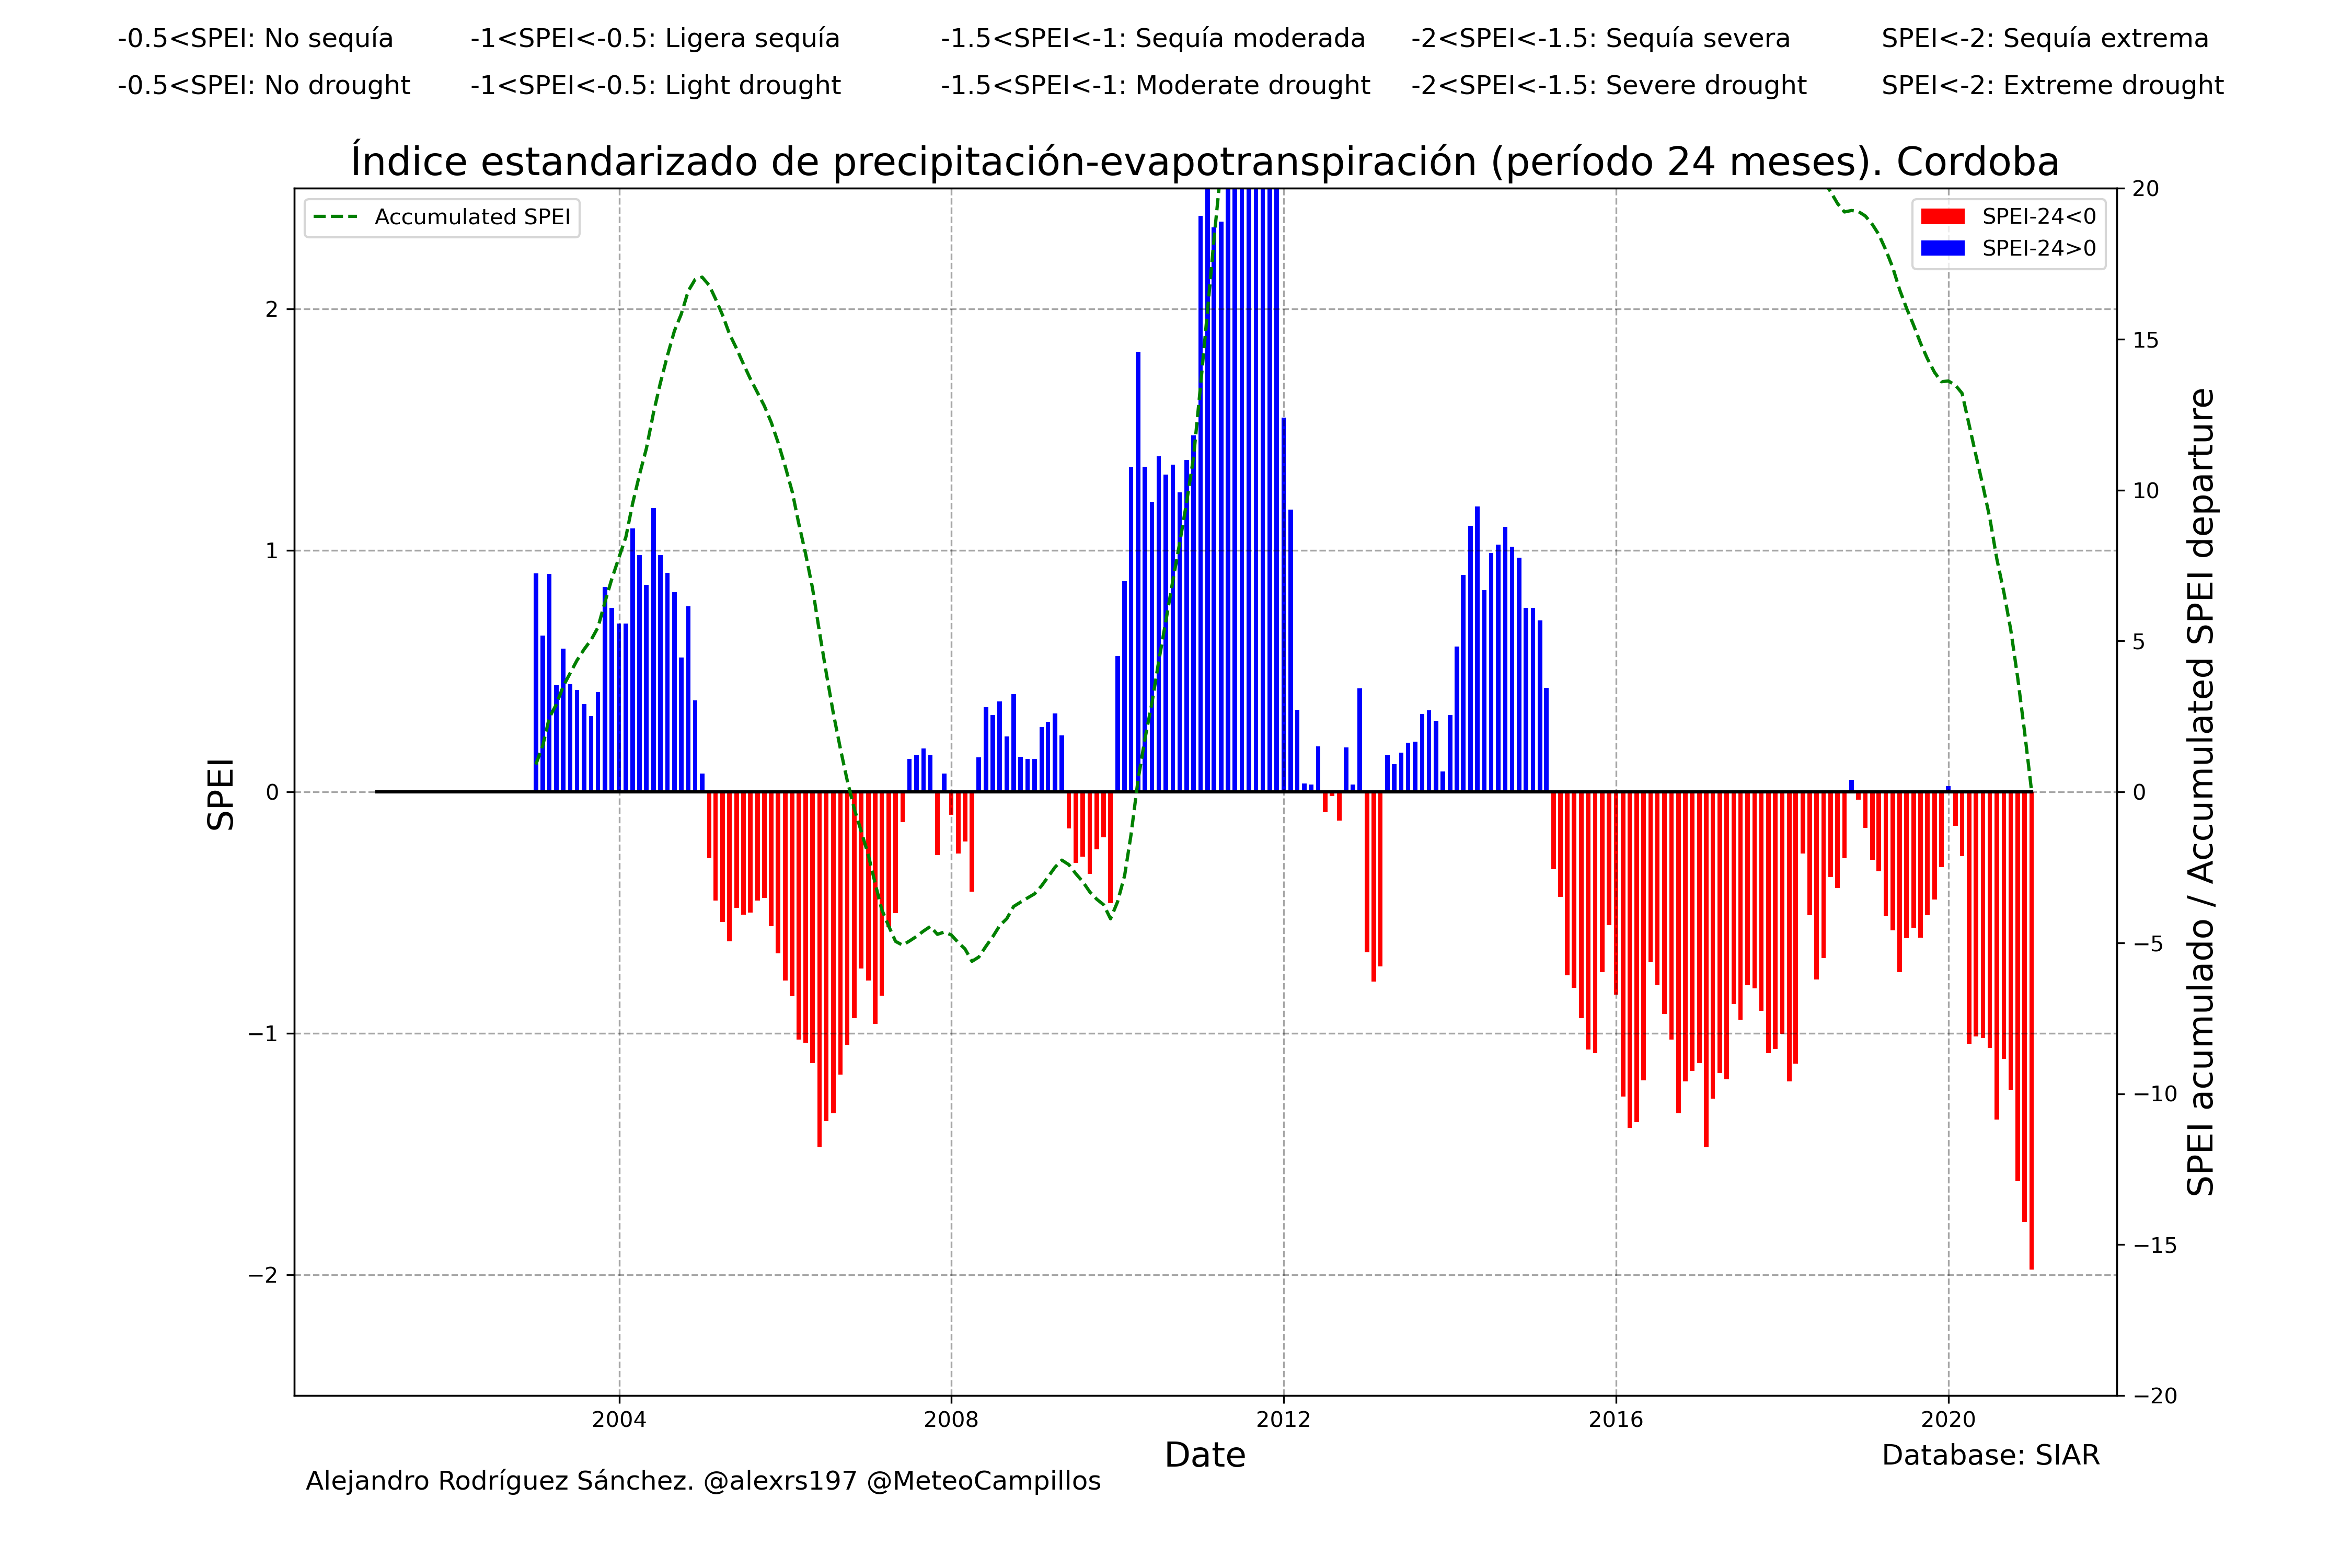 -0.5<SPEI: No sequía -1<SPEI<-0.5: Ligera sequía -1.5<SPEI<-1: Sequía moderada -2<SPEI<-1.5: Sequía severa SPEI<-2: Sequía extrema
-0.5<SPEI: No drought -1<SPEI<-0.5: Light drought -1.5<SPEI<-1: Moderate drought -2<SPEI<-1.5: Severe drought SPEI<-2: Extreme drought
Índice estandarizado de precipitación-evapotranspiración (período 24 meses). Cordoba
Accumulated SPEI
SPEI-24<0
SPEI-24>0
SPEI
2
1
0
−1
−2
20
15
10
5
0
−5
−10
−15
−20
SPEI acumulado / Accumulated SPEI departure
2004 2008 2012 2016 2020
Date
Database: SIAR
Alejandro Rodríguez Sánchez. @alexrs197 @MeteoCampillos